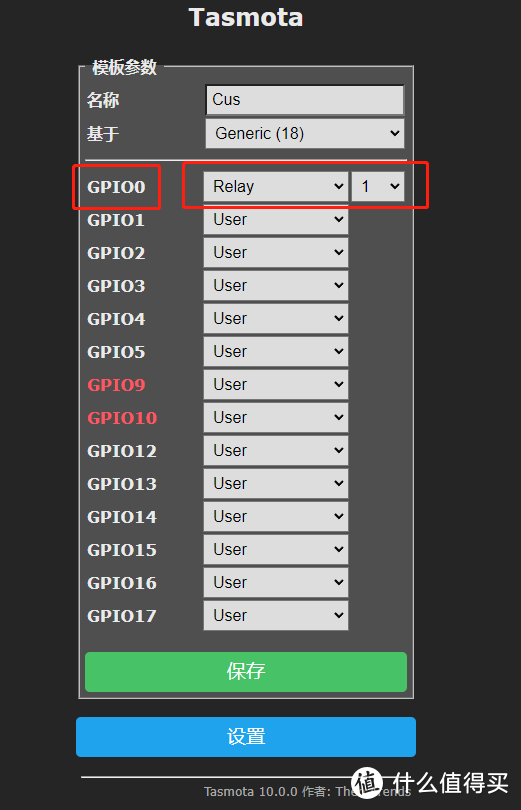 Tasmota
模板参数
名称 Cus
基于 Generic (18)
GPIO0 Relay 1
GPIO1 User
GPIO2 User
GPIO3 User
GPIO4 User
GPIO5 User
GPIO9 User
GPIO10 User
GPIO12 User
GPIO13 User
GPIO14 User
GPIO15 User
GPIO16 User
GPIO17 User
保存
设置
Tasmota 10.0.0 作者:
值 什么值得买